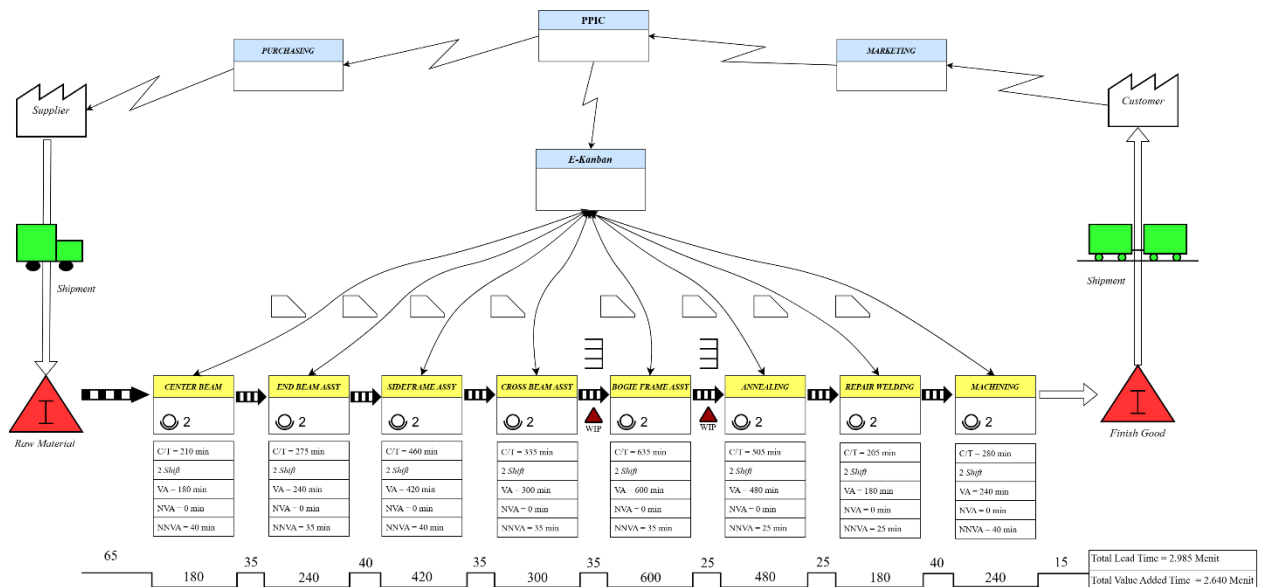 PPIC
PURCHASING
MARKETING
Supplier
Customer
E-Kanban
Shipment
Shipment
CENTER BEAM
END BEAM ASSY
SIDEFRAME ASSY
CROSS BEAM ASSY
BOGIE FRAME ASSY
ANNEALING
REPAIR WELDING
MACHINING
2
2
2
2
2
2
2
2
I
Raw Material
WIP
WIP
I
Finish Good
C/T = 210 min
2 Shift
VA = 180 min
NVA = 0 min
NNVA = 40 min
C/T = 275 min
2 Shift
VA = 240 min
NVA = 0 min
NNVA = 35 min
C/T = 460 min
2 Shift
VA = 420 min
NVA = 0 min
NNVA = 40 min
C/T = 335 min
2 Shift
VA = 300 min
NVA = 0 min
NNVA = 35 min
C/T = 635 min
2 Shift
VA = 600 min
NVA = 0 min
NNVA = 35 min
C/T = 505 min
2 Shift
VA = 480 min
NVA = 0 min
NNVA = 25 min
C/T = 205 min
2 Shift
VA = 180 min
NVA = 0 min
NNVA = 25 min
C/T = 280 min
2 Shift
VA = 240 min
NVA = 0 min
NNVA = 40 min
65 35 40 35 35 25 25 40 15
180 240 420 300 600 480 180 240
Total Lead Time = 2.985 Menit
Total Value Added Time = 2.640 Menit